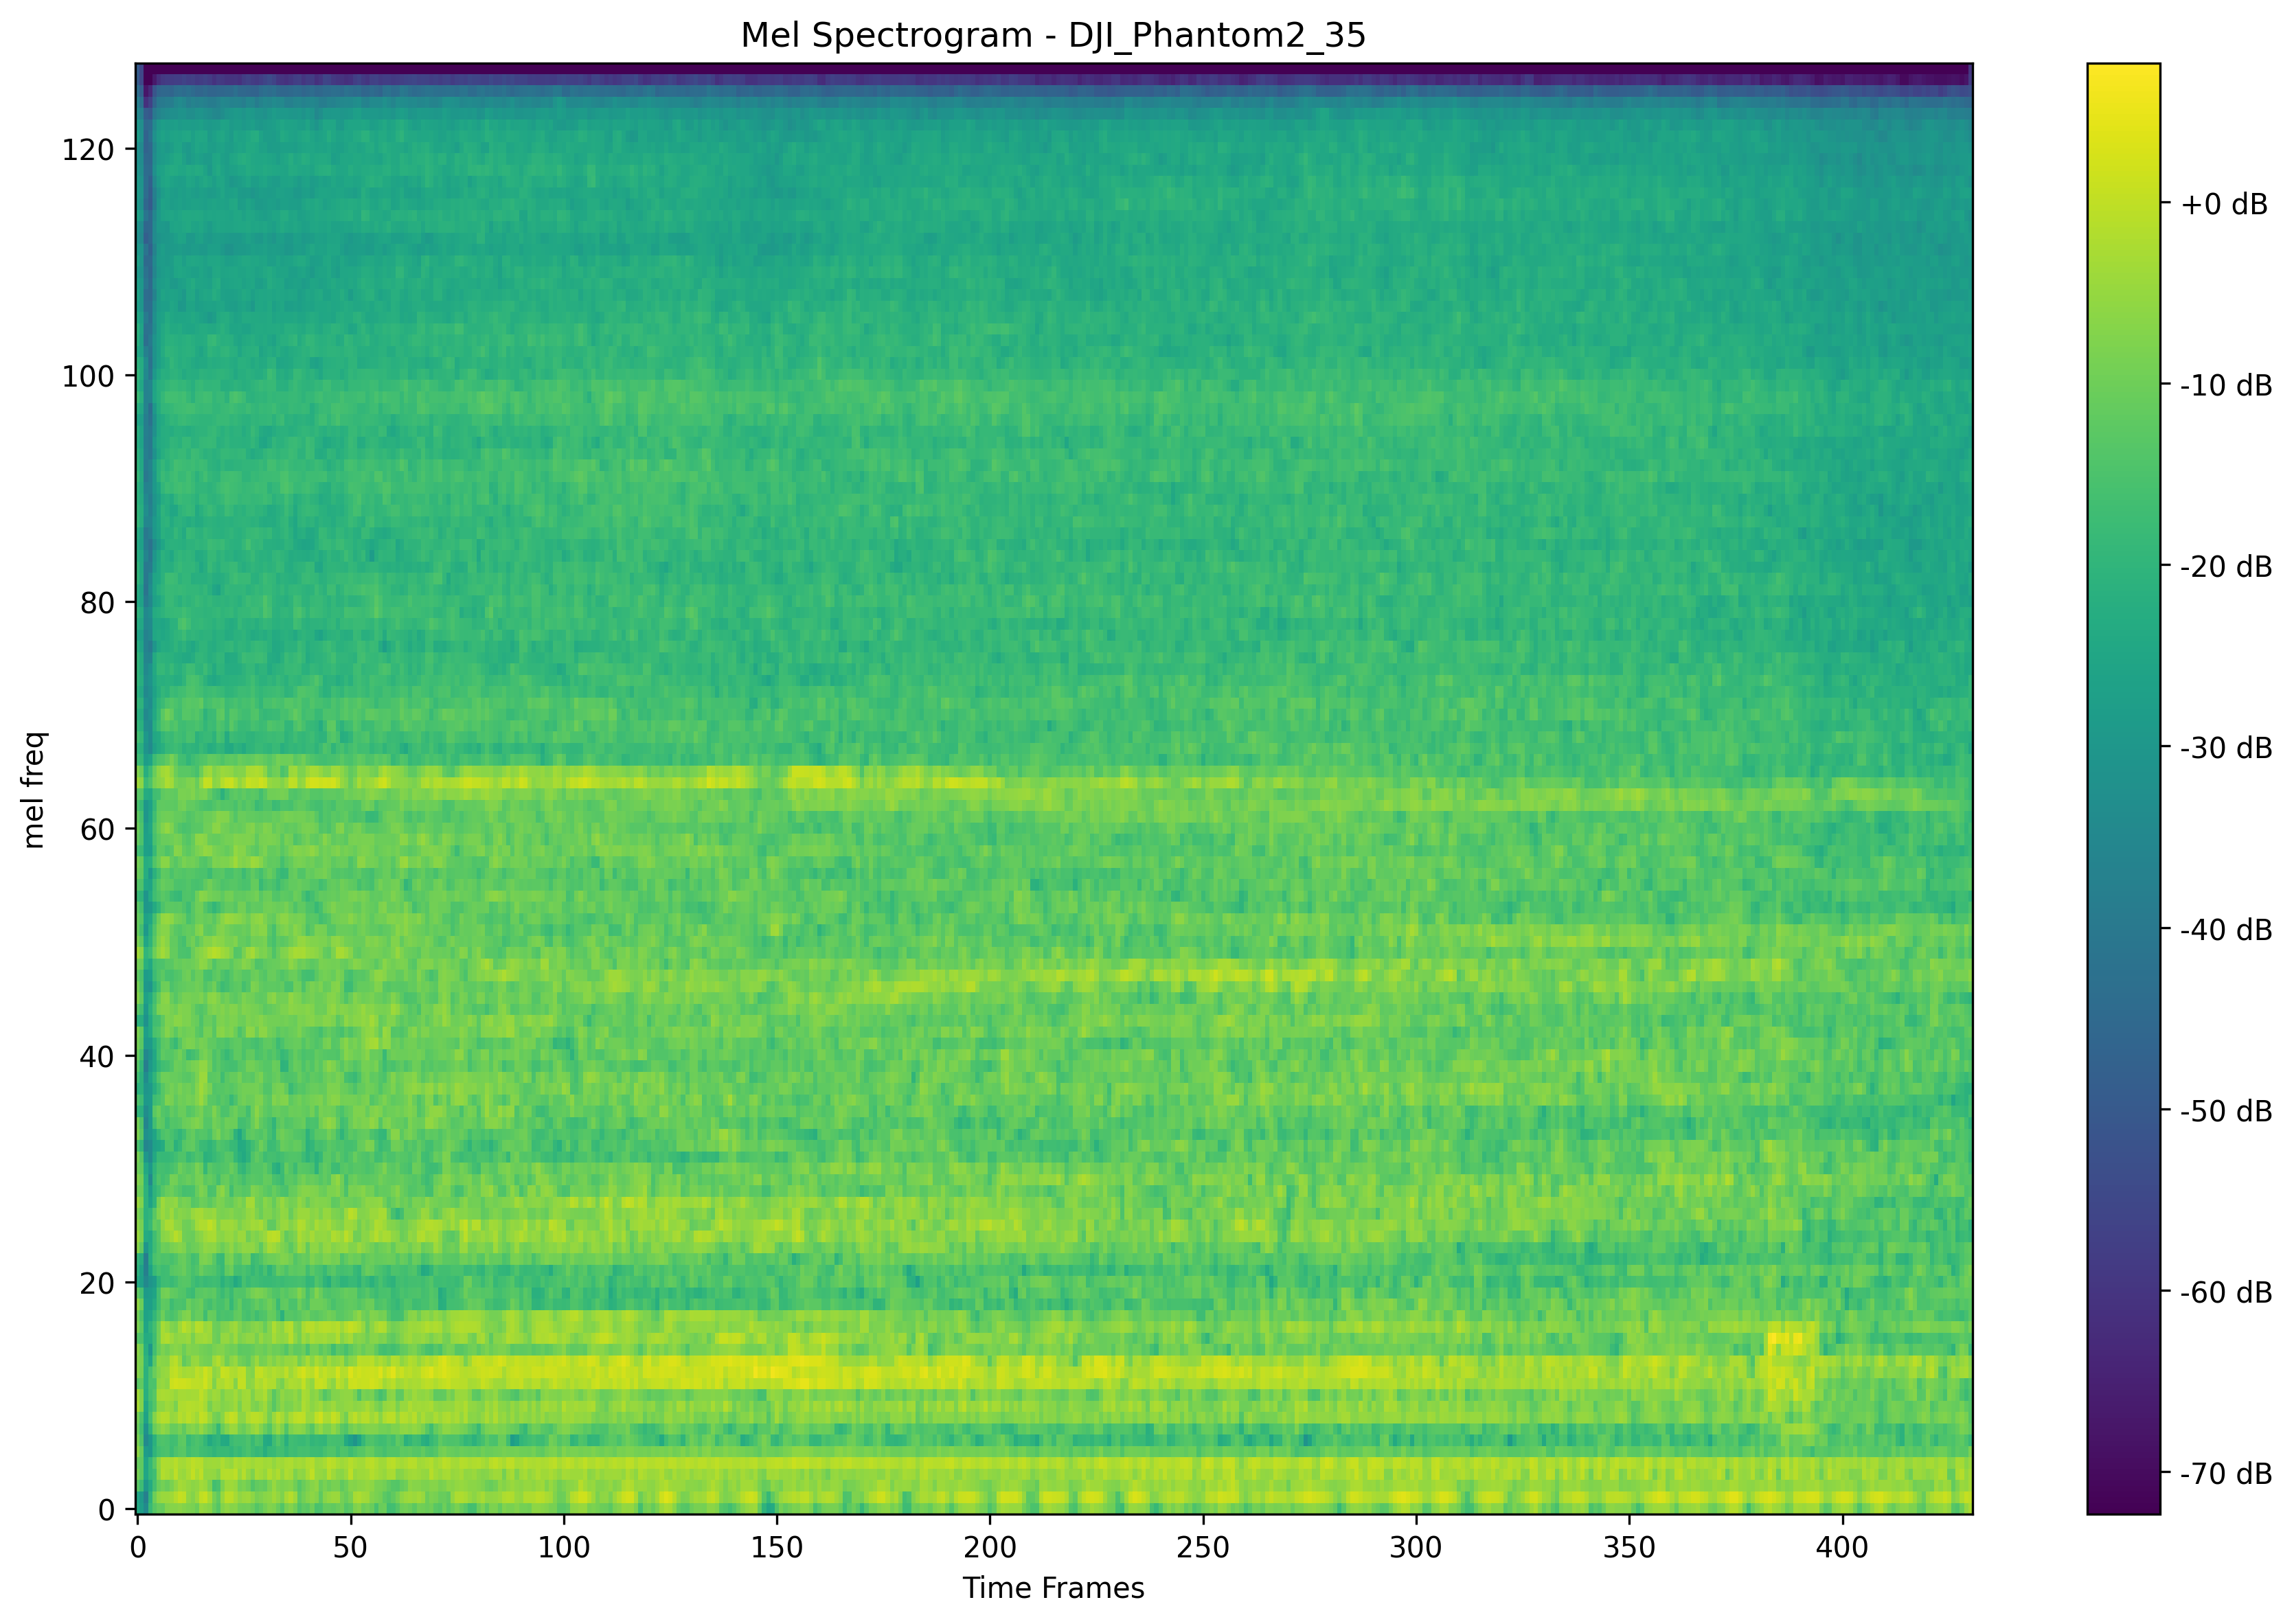 Mel Spectrogram - DJI_Phantom2_35
mel freq
120
100
80
60
40
20
0
0 50 100 150 200 250 300 350 400
Time Frames
+0 dB
-10 dB
-20 dB
-30 dB
-40 dB
-50 dB
-60 dB
-70 dB